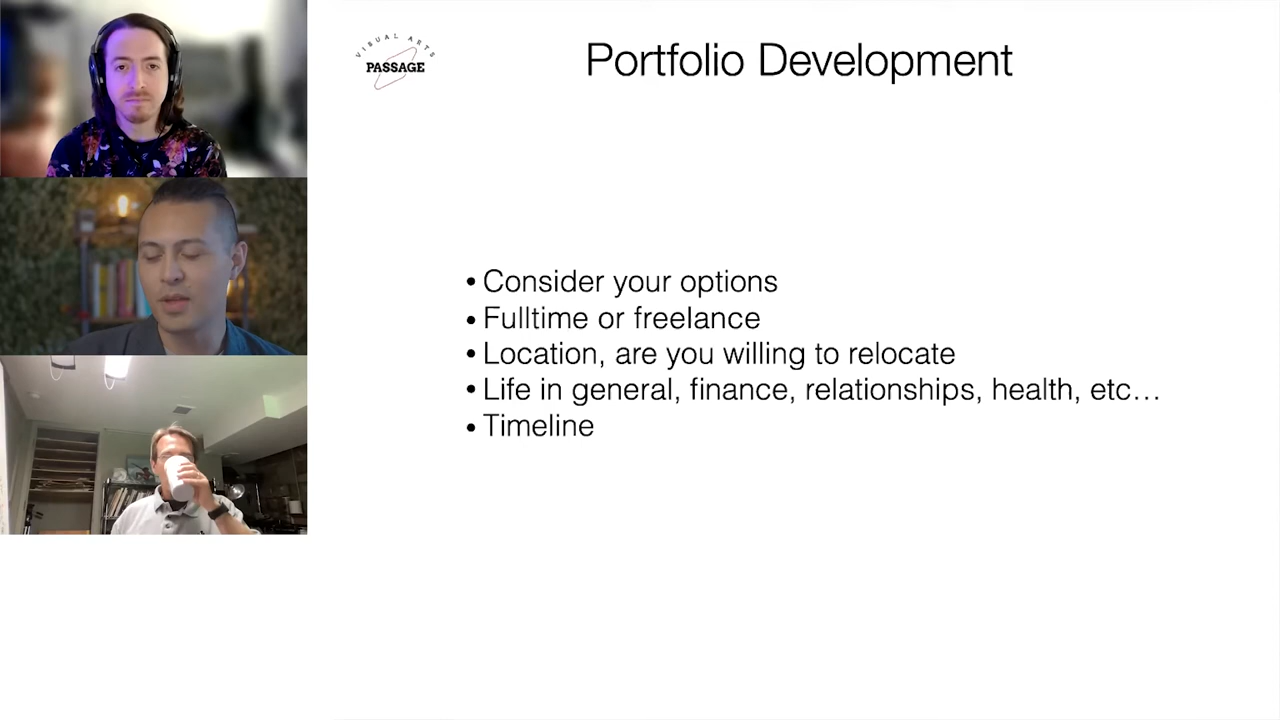 VISUAL ARTS
PASSAGE
Portfolio Development
• Consider your options
• Fulltime or freelance
• Location, are you willing to relocate
• Life in general, finance, relationships, health, etc…
• Timeline